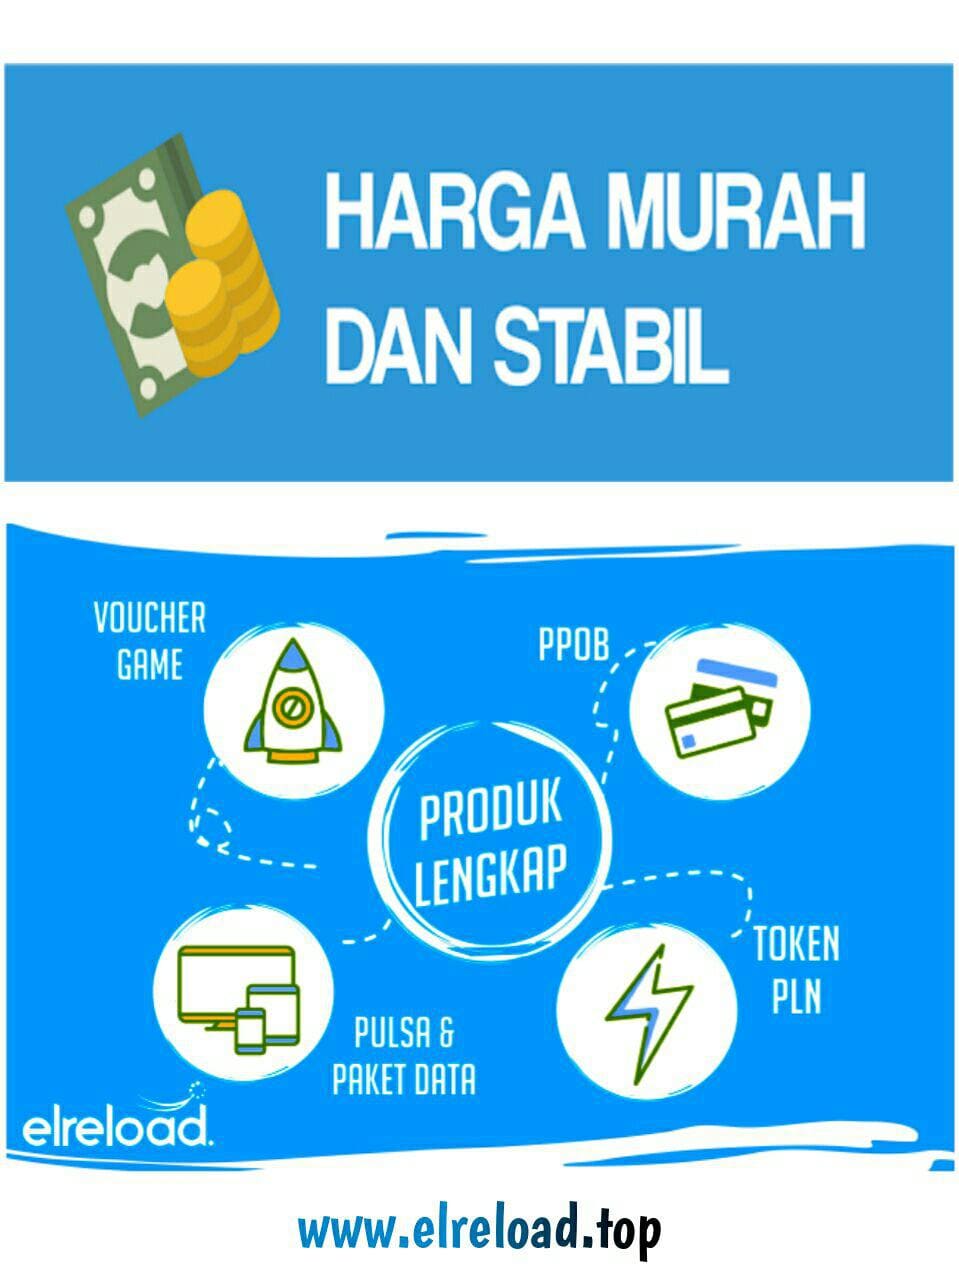 HARGA MURAH
DAN STABIL
VOUCHER
GAME
PPOB
PRODUK
LENGKAP
TOKEN
PLN
PULSA &
PAKET DATA
elreload.
www.elreload.top